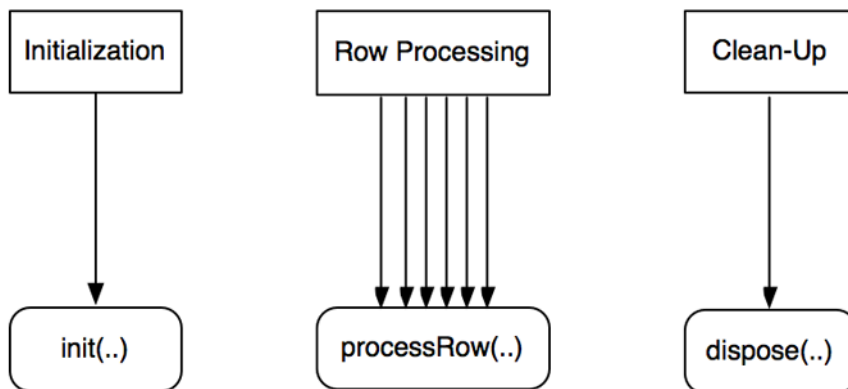 Initialization
Row Processing
Clean-Up
init(..)
processRow(..)
dispose(..)